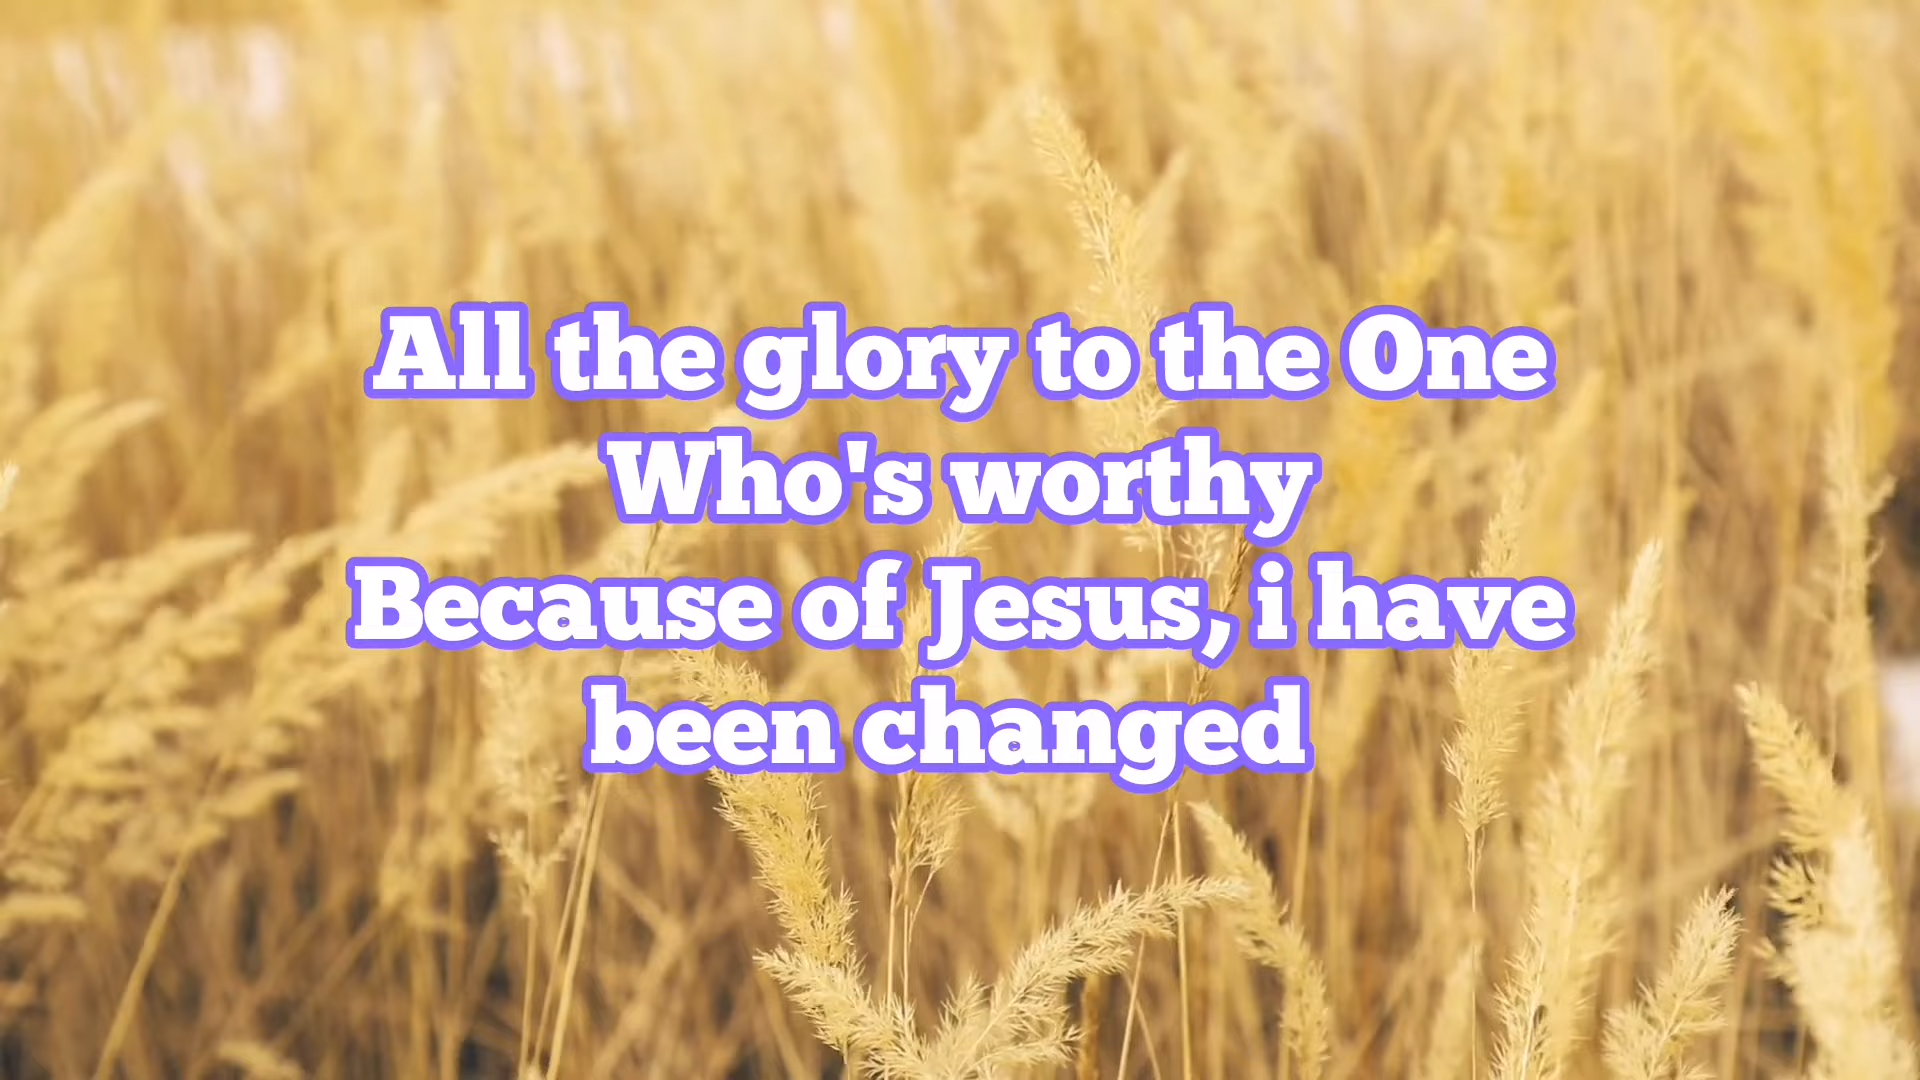 All the glory to the One
Who's worthy
Because of Jesus, i have
been changed